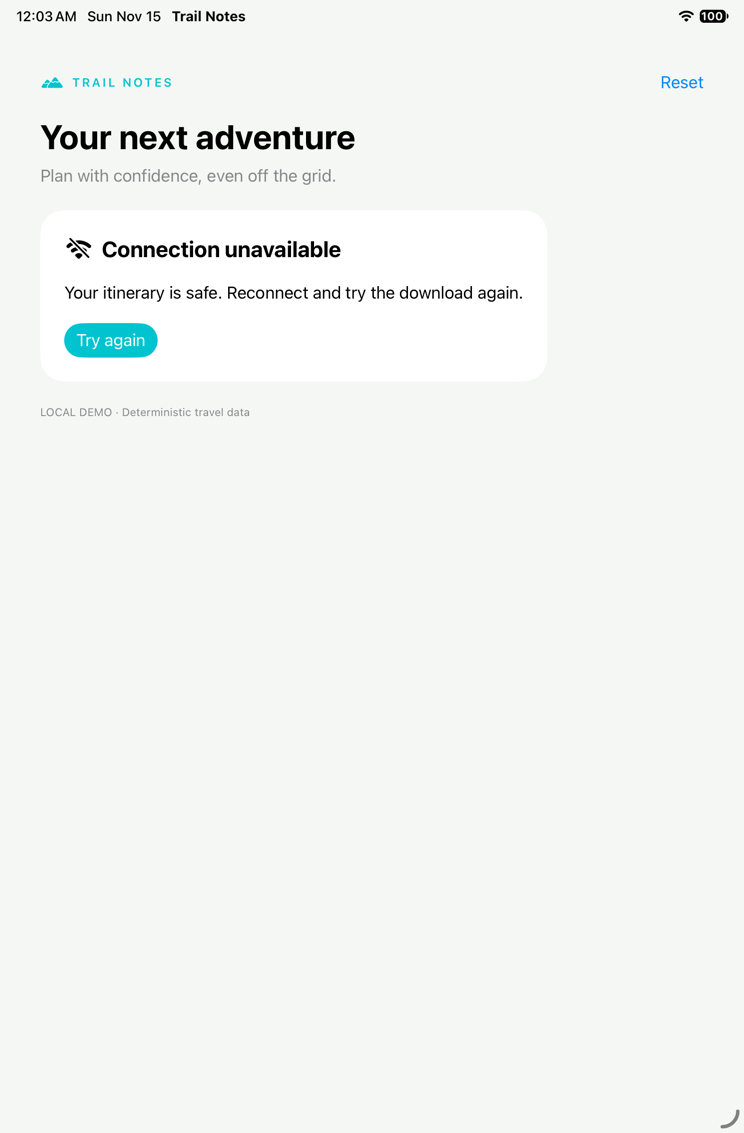 12:03 AM Sun Nov 15 Trail Notes 100
TRAIL NOTES Reset
Your next adventure
Plan with confidence, even off the grid.
Connection unavailable
Your itinerary is safe. Reconnect and try the download again.
Try again
LOCAL DEMO · Deterministic travel data